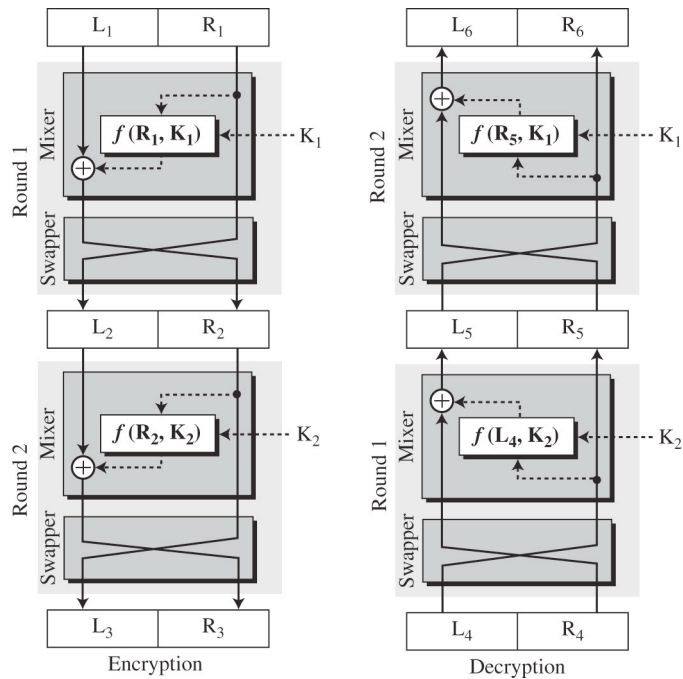 L1 R1
Round 1
Mixer
f (R1, K1)
K1
Swapper
L2 R2
Round 2
Mixer
f (R2, K2)
K2
Swapper
L3 R3
Encryption
L6 R6
Round 2
Mixer
f (R5, K1)
K1
Swapper
L5 R5
Round 1
Mixer
f (L4, K2)
K2
Swapper
L4 R4
Decryption